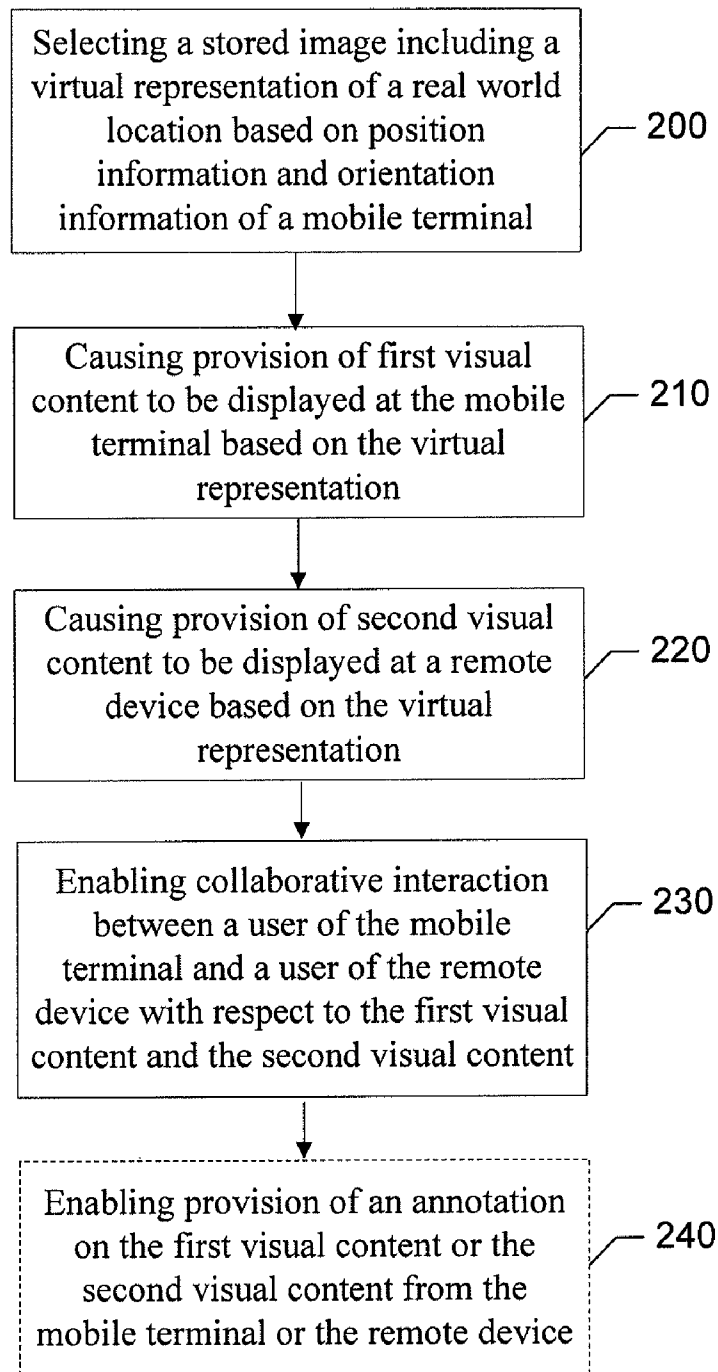 Selecting a stored image including a
virtual representation of a real world
location based on position
information and orientation
information of a mobile terminal
200
Causing provision of first visual
content to be displayed at the mobile
terminal based on the virtual
representation
210
Causing provision of second visual
content to be displayed at a remote
device based on the virtual
representation
220
Enabling collaborative interaction
between a user of the mobile
terminal and a user of the remote
device with respect to the first visual
content and the second visual content
230
Enabling provision of an annotation
on the first visual content or the
second visual content from the
mobile terminal or the remote device
240